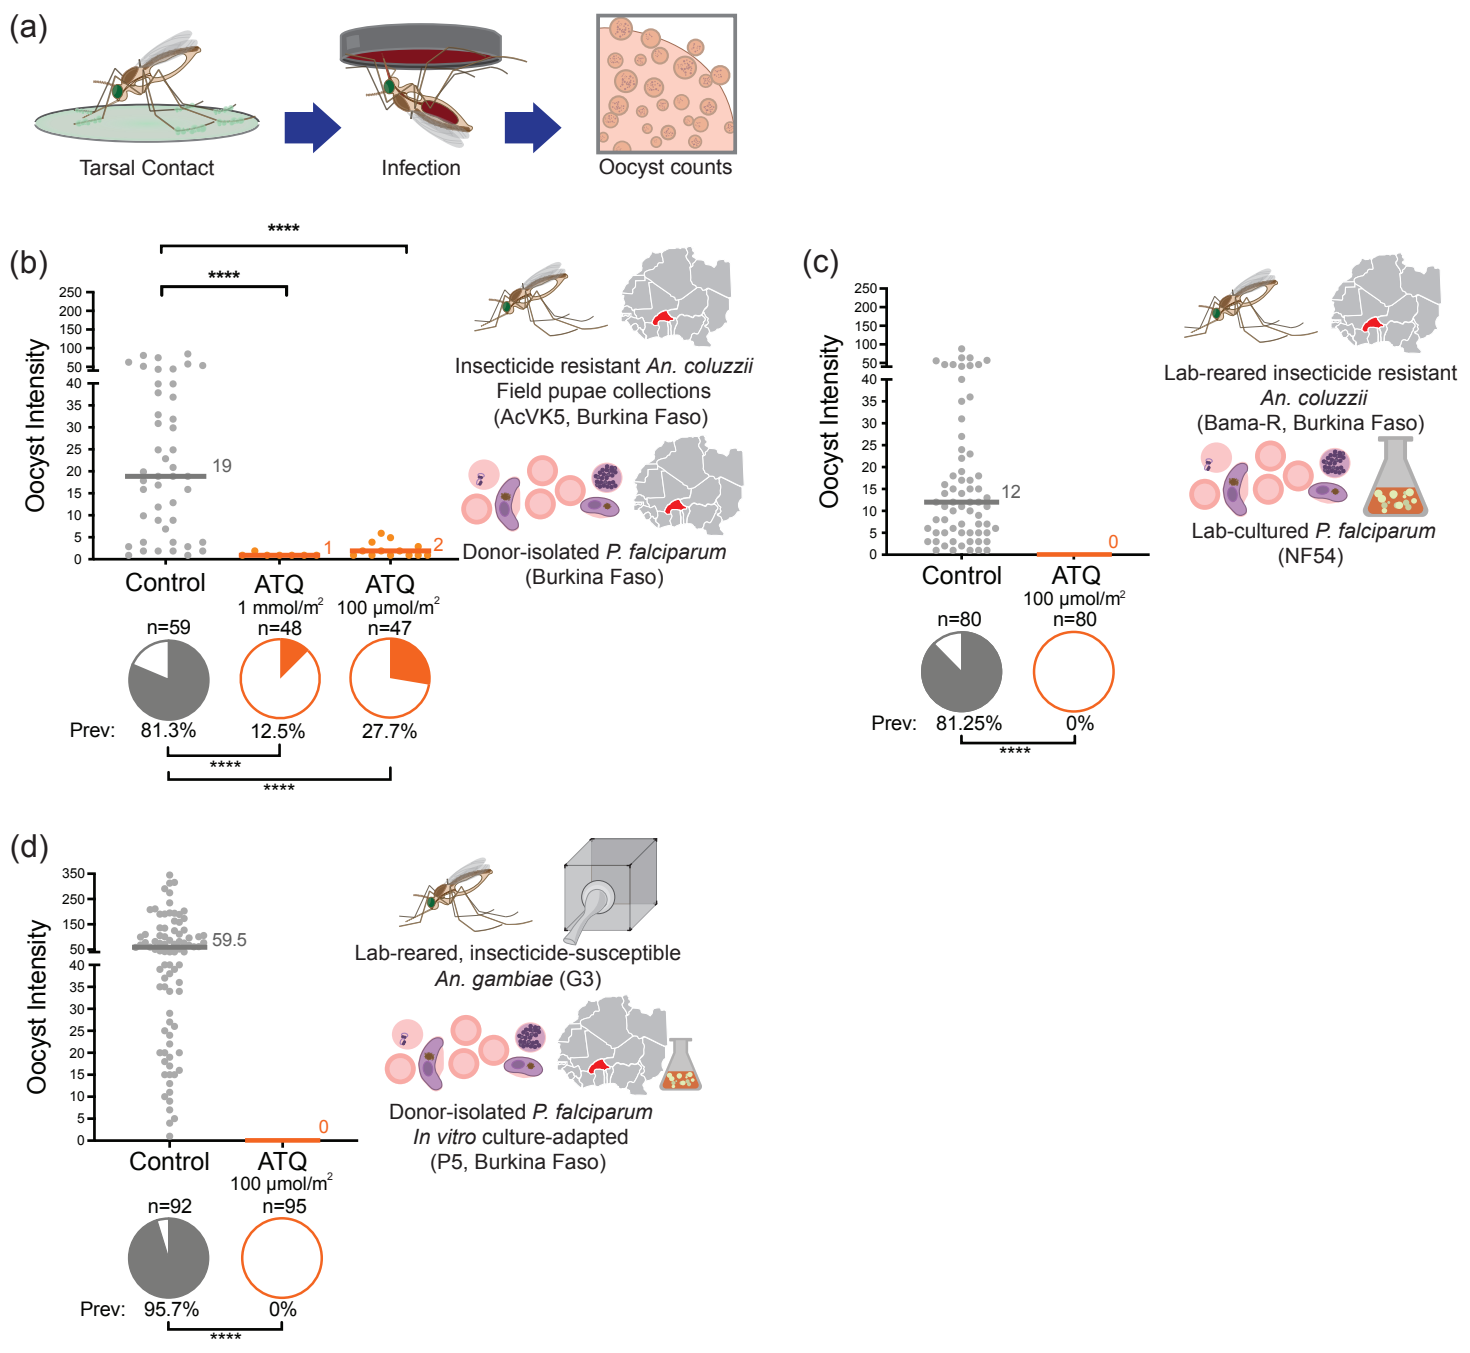 (a)
Tarsal Contact
Infection
Oocyst counts
(b)
****
****
Oocyst Intensity
250
200
150
100
50
40
35
30
25
20
15
10
5
0
19
1
2
Control
ATQ
1 mmol/m²
ATQ
100 µmol/m²
n=59
n=48
n=47
Prev:
81.3%
12.5%
27.7%
****
****
Insecticide resistant An. coluzzii
Field pupae collections
(AcVK5, Burkina Faso)
Donor-isolated P. falciparum
(Burkina Faso)
(c)
Oocyst Intensity
250
200
150
100
50
40
35
30
25
20
15
10
5
0
12
0
Control
ATQ
100 µmol/m²
n=80
n=80
Prev:
81.25%
0%
****
Lab-reared insecticide resistant
An. coluzzii
(Bama-R, Burkina Faso)
Lab-cultured P. falciparum
(NF54)
(d)
Oocyst Intensity
350
250
150
50
40
35
30
25
20
15
10
5
0
59.5
0
Control
ATQ
100 µmol/m²
n=92
n=95
Prev:
95.7%
0%
****
Lab-reared, insecticide-susceptible
An. gambiae (G3)
Donor-isolated P. falciparum
In vitro culture-adapted
(P5, Burkina Faso)